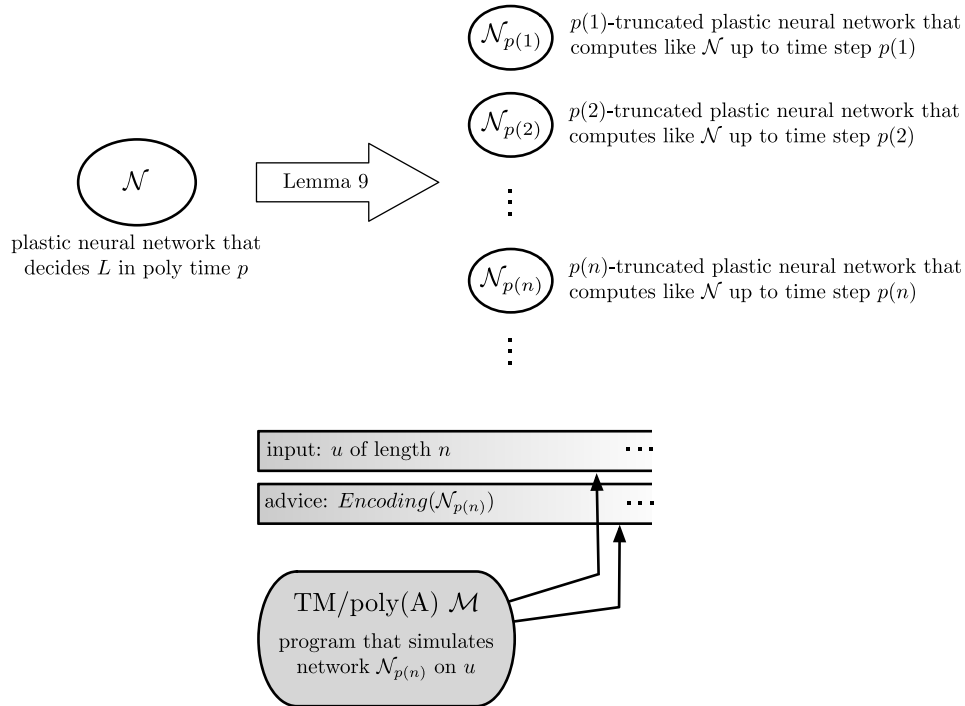 𝒩p(1)
p(1)-truncated plastic neural network that
computes like 𝒩 up to time step p(1)
𝒩p(2)
p(2)-truncated plastic neural network that
computes like 𝒩 up to time step p(2)
𝒩
Lemma 9
⋮
plastic neural network that
decides L in poly time p
𝒩p(n)
p(n)-truncated plastic neural network that
computes like 𝒩 up to time step p(n)
⋮
input: u of length n ⋯
advice: Encoding(𝒩p(n)) ⋯
TM/poly(A) ℳ
program that simulates
network 𝒩p(n) on u